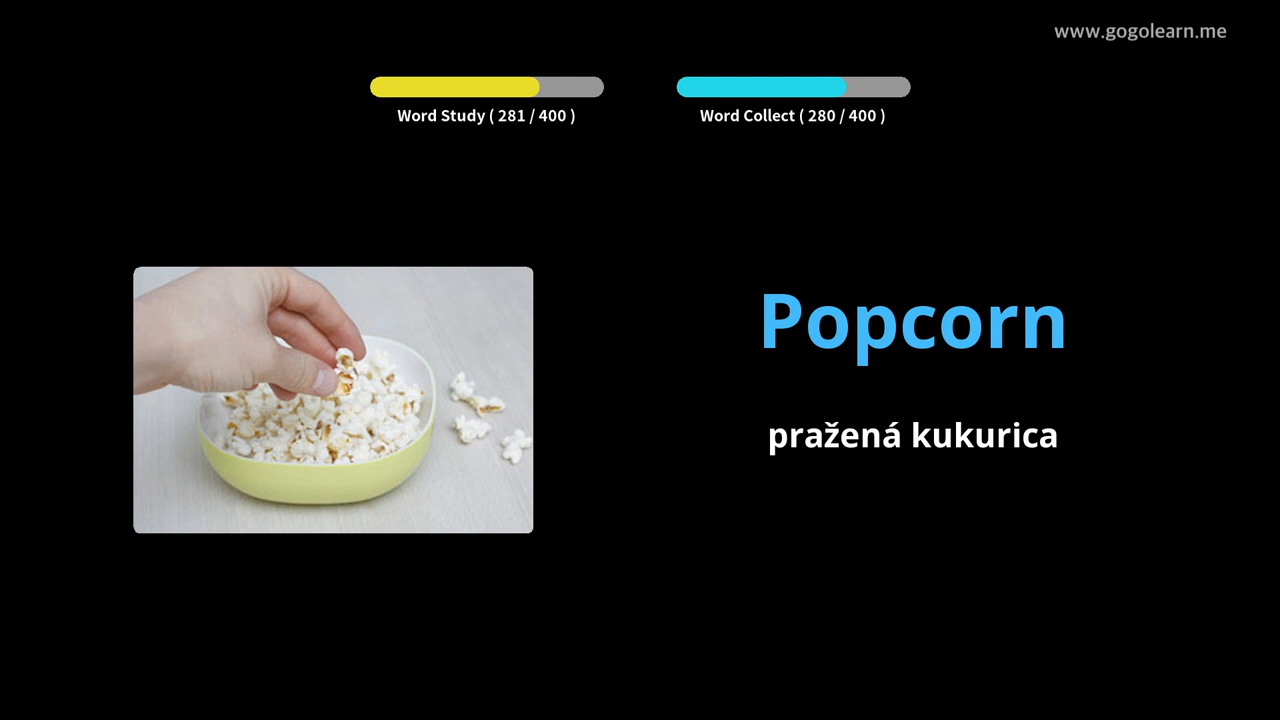 www.gogolearn.me
Word Study ( 281 / 400 )
Word Collect ( 280 / 400 )
Popcorn
pražená kukurica